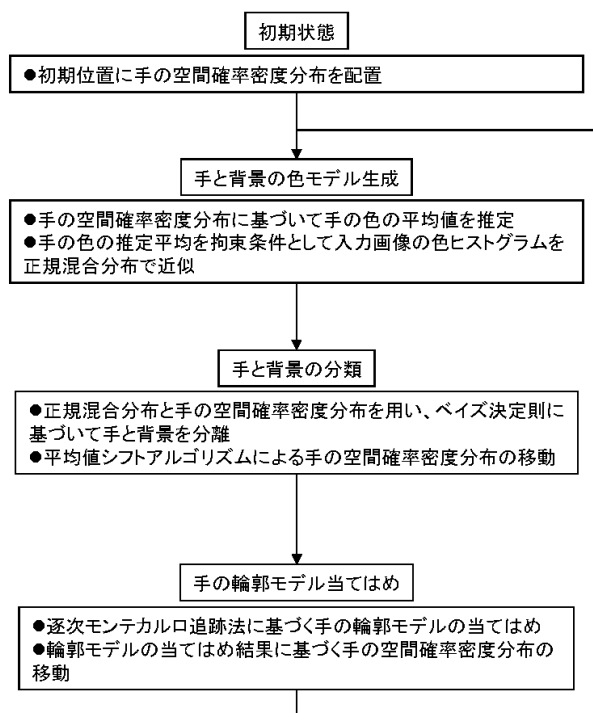 初期状態
●初期位置に手の空間確率密度分布を配置
手と背景の色モデル生成
●手の空間確率密度分布に基づいて手の色の平均値を推定
●手の色の推定平均を拘束条件として入力画像の色ヒストグラムを
正規混合分布で近似
手と背景の分類
●正規混合分布と手の空間確率密度分布を用い、ベイズ決定則に
基づいて手と背景を分離
●平均値シフトアルゴリズムによる手の空間確率密度分布の移動
手の輪郭モデル当てはめ
●逐次モンテカルロ追跡法に基づく手の輪郭モデルの当てはめ
●輪郭モデルの当てはめ結果に基づく手の空間確率密度分布の
移動